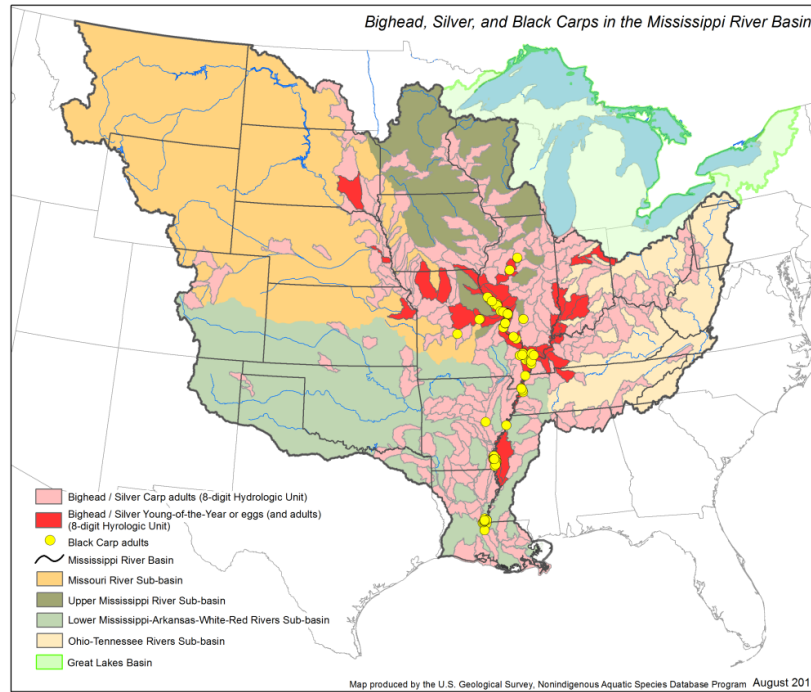 Bighead, Silver, and Black Carps in the Mississippi River Basin
Bighead / Silver Carp adults (8-digit Hydrologic Unit)
Bighead / Silver Young-of-the-Year or eggs (and adults)
(8-digit Hyrologic Unit)
Black Carp adults
Mississippi River Basin
Missouri River Sub-basin
Upper Mississippi River Sub-basin
Lower Mississippi-Arkansas-White-Red Rivers Sub-basin
Ohio-Tennessee Rivers Sub-basin
Great Lakes Basin
Map produced by the U.S. Geological Survey, Nonindigenous Aquatic Species Database Program August 201